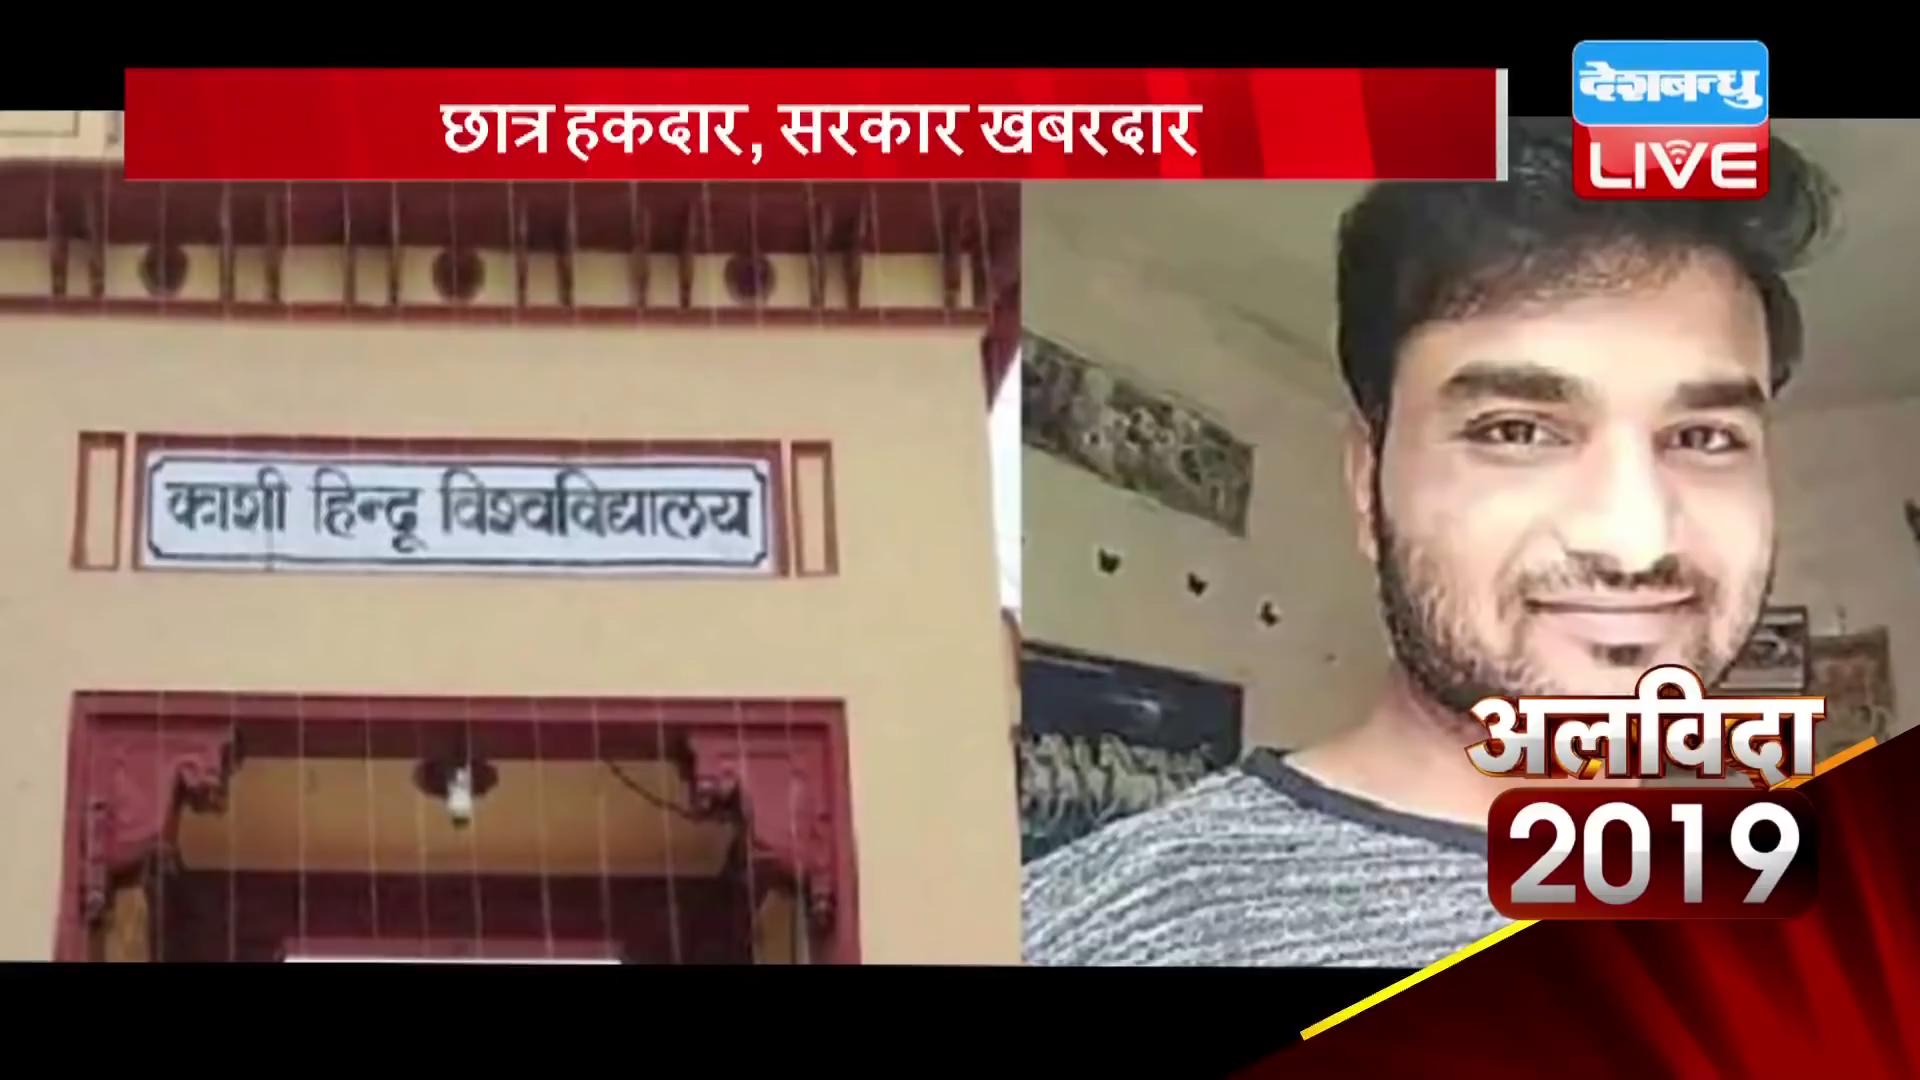 छात्र हकदार, सरकार खबरदार
देशबन्धु
LIVE
काशी हिन्दू विश्वविद्यालय
अलविदा
2019